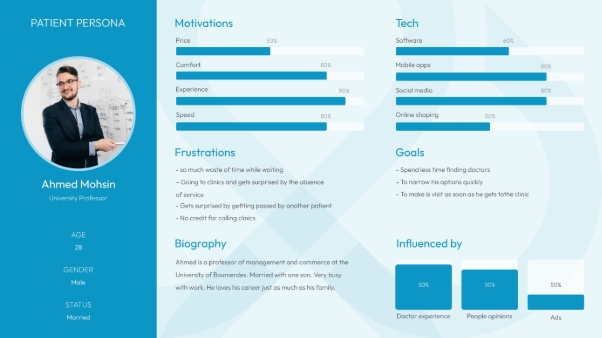 PATIENT PERSONA
Ahmed Mohsin
University Professor
AGE
28
GENDER
Male
STATUS
Married
Motivations
Price
50%
Comfort
80%
Experience
90%
Speed
80%
Frustrations
- so much waste of time while waiting
- Going to clinics and gets surprised by the absence
of service
- Gets surprised by gettting passed by another patient
- No credit for calling clinics
Biography
Ahmed is a professor of management and commerce at the
University of Boumerdes. Married with one son. Very busy
with work. He loves his career just as much as his family.
Tech
Software
60%
Mobile apps
80%
Social media
80%
Online shoping
50%
Goals
- Spend less time finding doctors
- To narrow his options quickly
- To make is visit as soon as he gets tothe clinic
Influenced by
50%
50%
50%
Doctor experience
People opinions
Ads